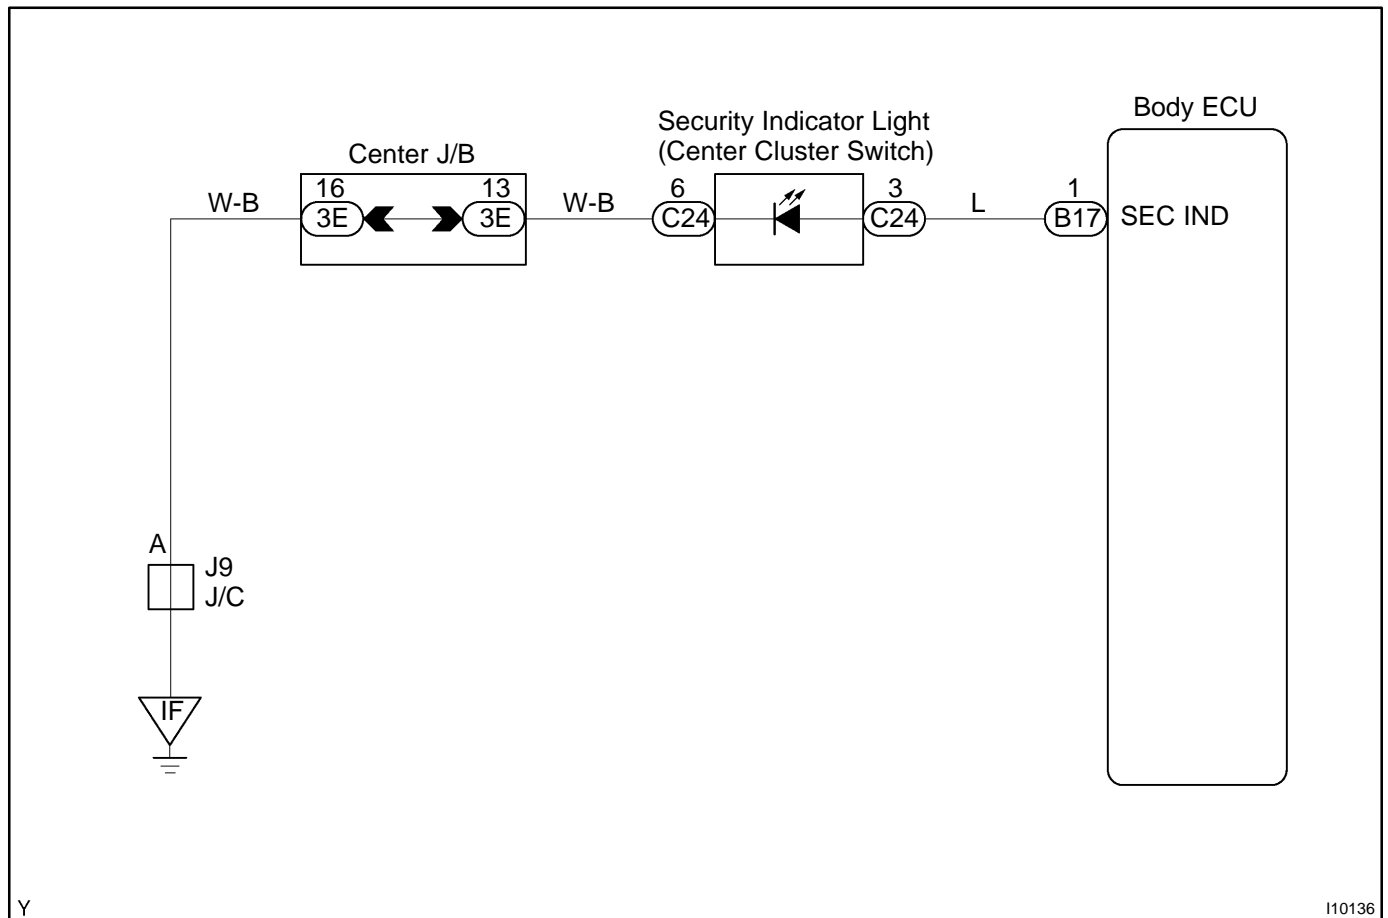 Body ECU
Security Indicator Light
(Center Cluster Switch)
Center J/B
W-B
16
3E
13
3E
W-B
6
C24
3
C24
L
1
B17
SEC IND
A
J9
J/C
IF
Y
I10136